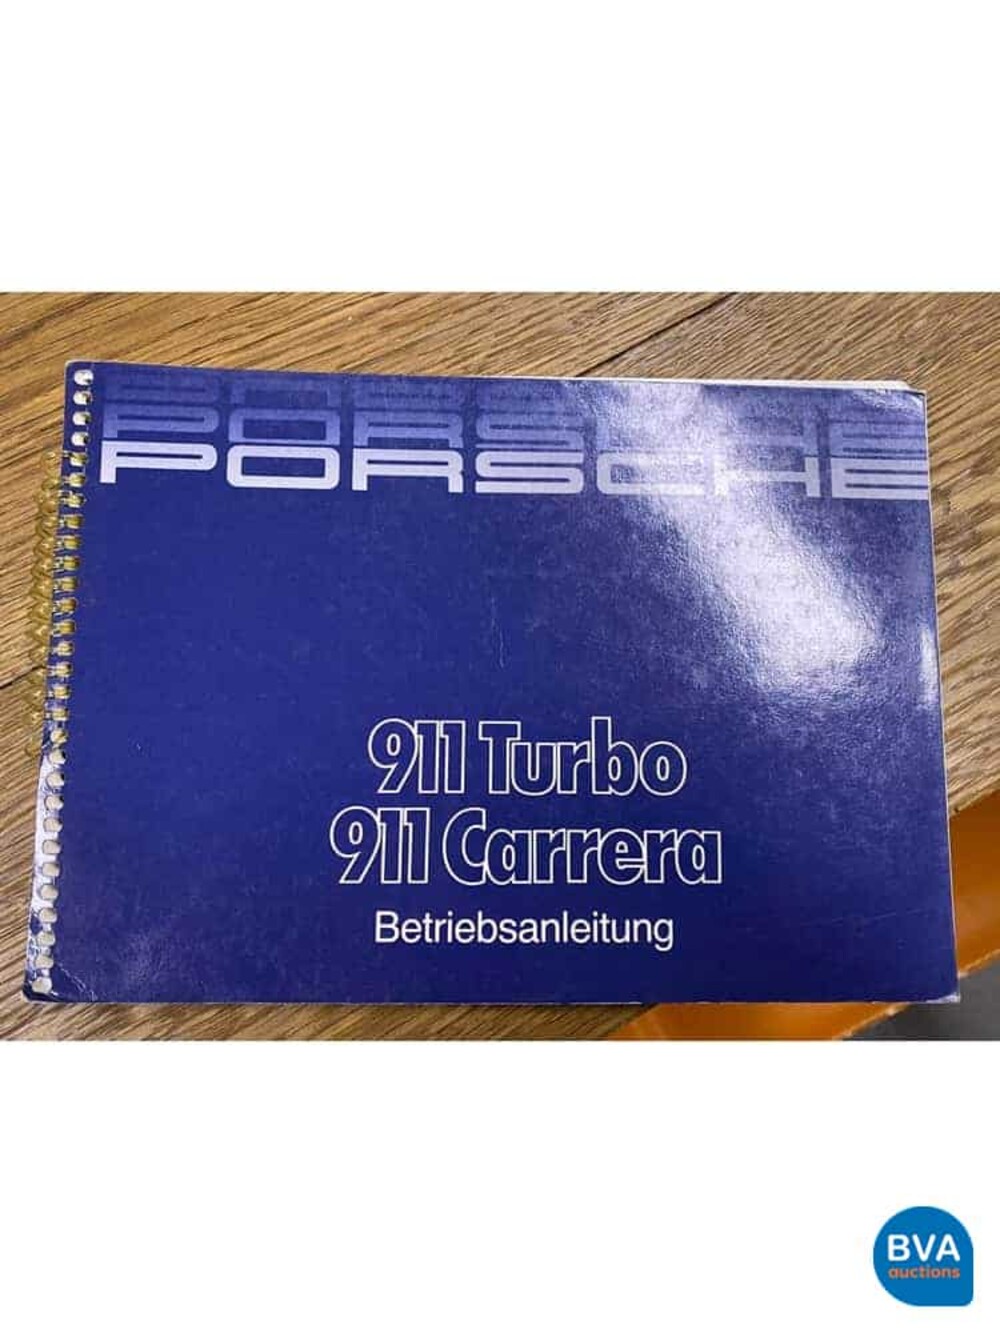 PORSCHE
PORSCHE
PORSCHE
911 Turbo
911 Carrera
Betriebsanleitung
BVA
auctions